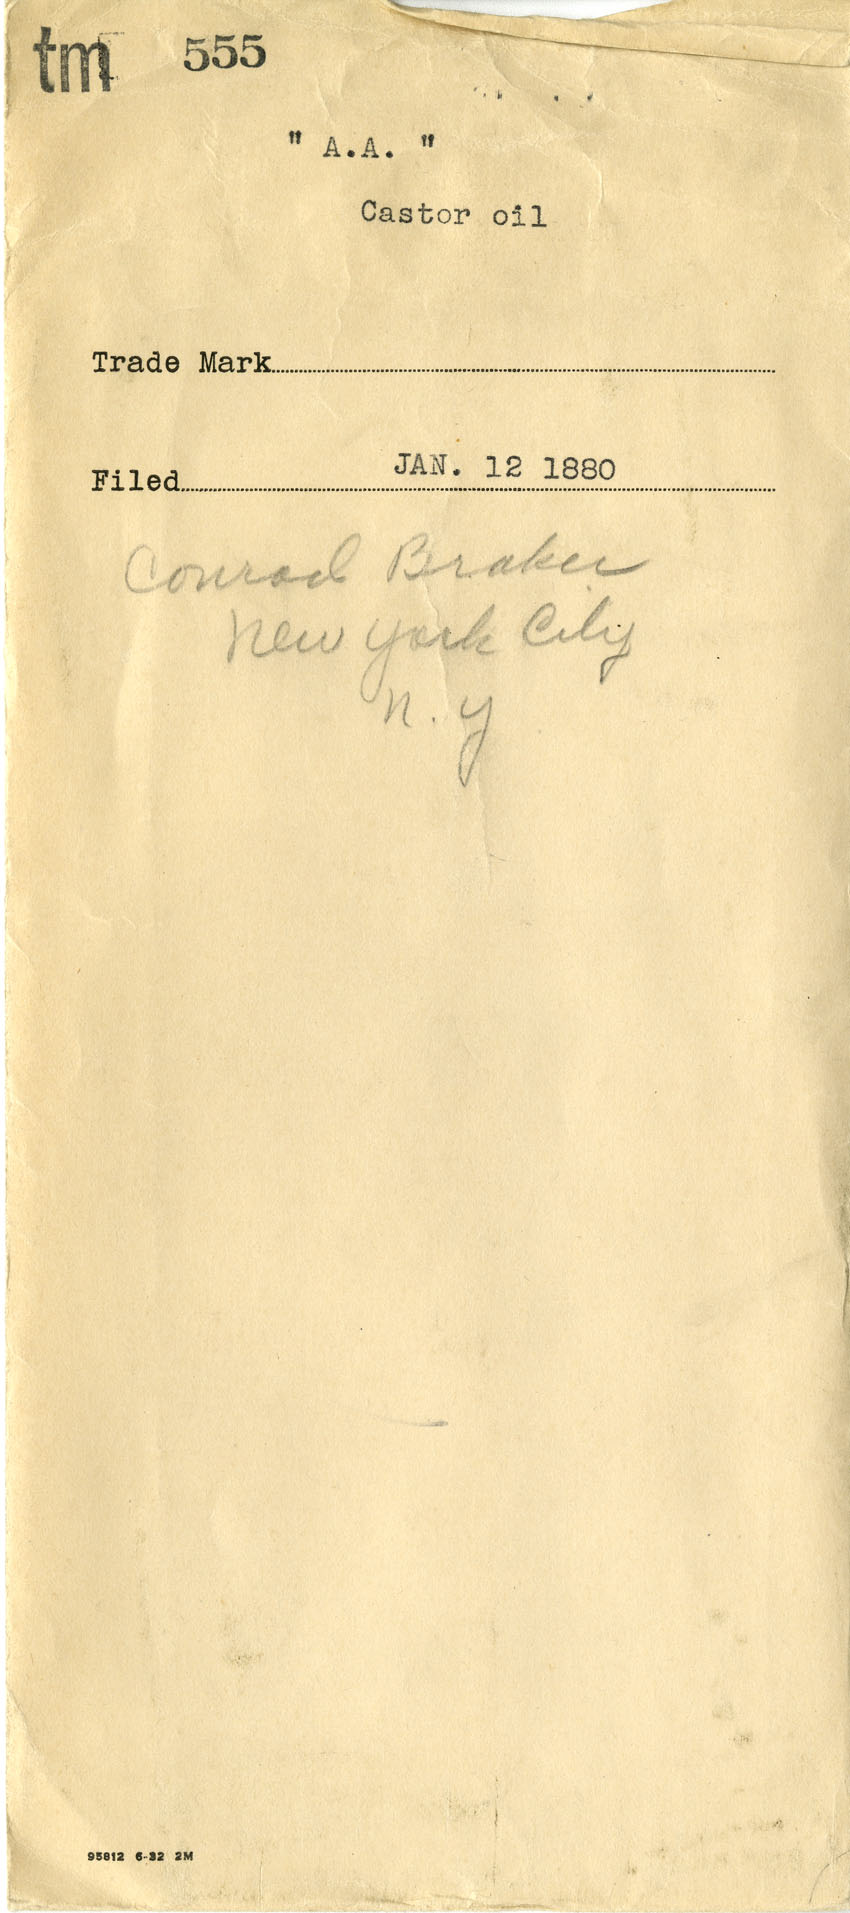 tm 555
" A.A. "
Castor oil
Trade Mark
Filed JAN. 12 1880
Conrad Braker
New York City
N. Y
95812 6-32 2M